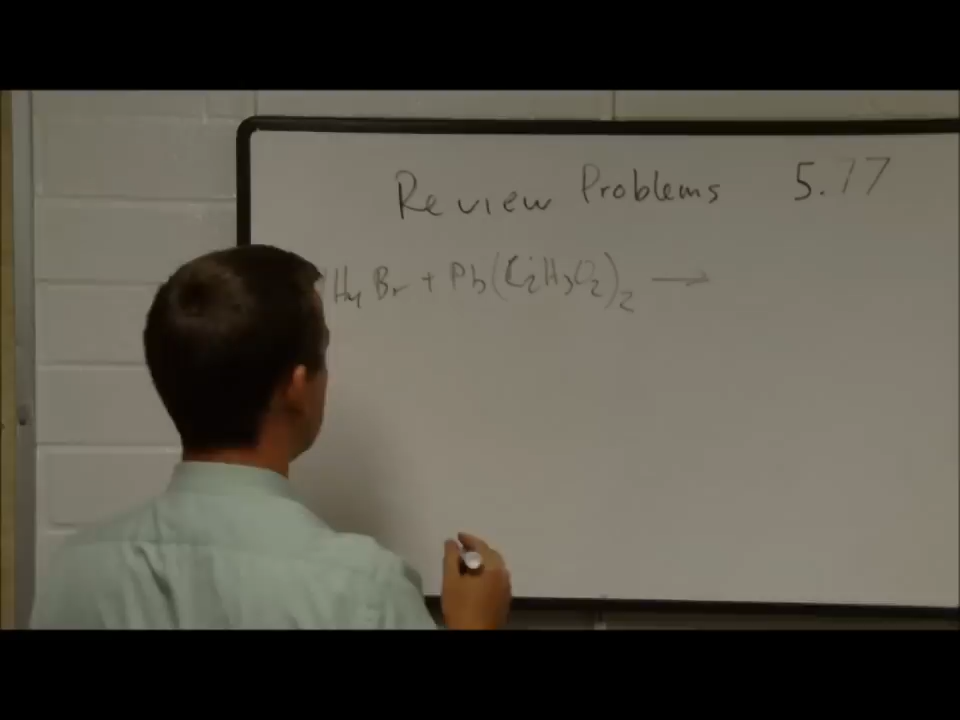 Review Problems 5.77
H₄Br + Pb(C₂H₃O₂)₂ →